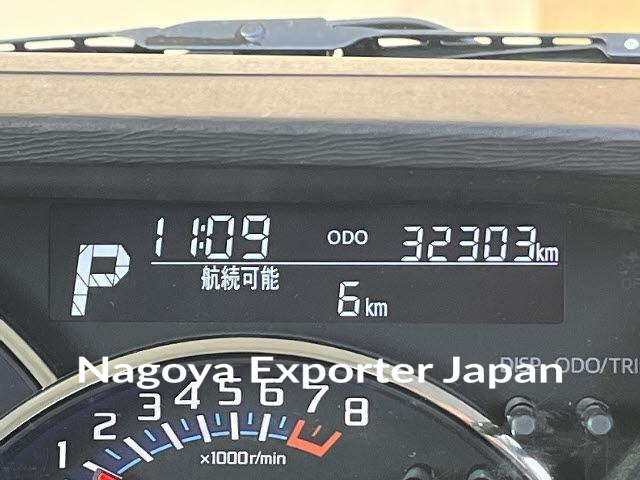 11:09 ODO 32303km
P
航続可能
6km
Nagoya Exporter Japan
DISP ODO/TRI
1 2 3 4 5 6 7 8
×1000r/min